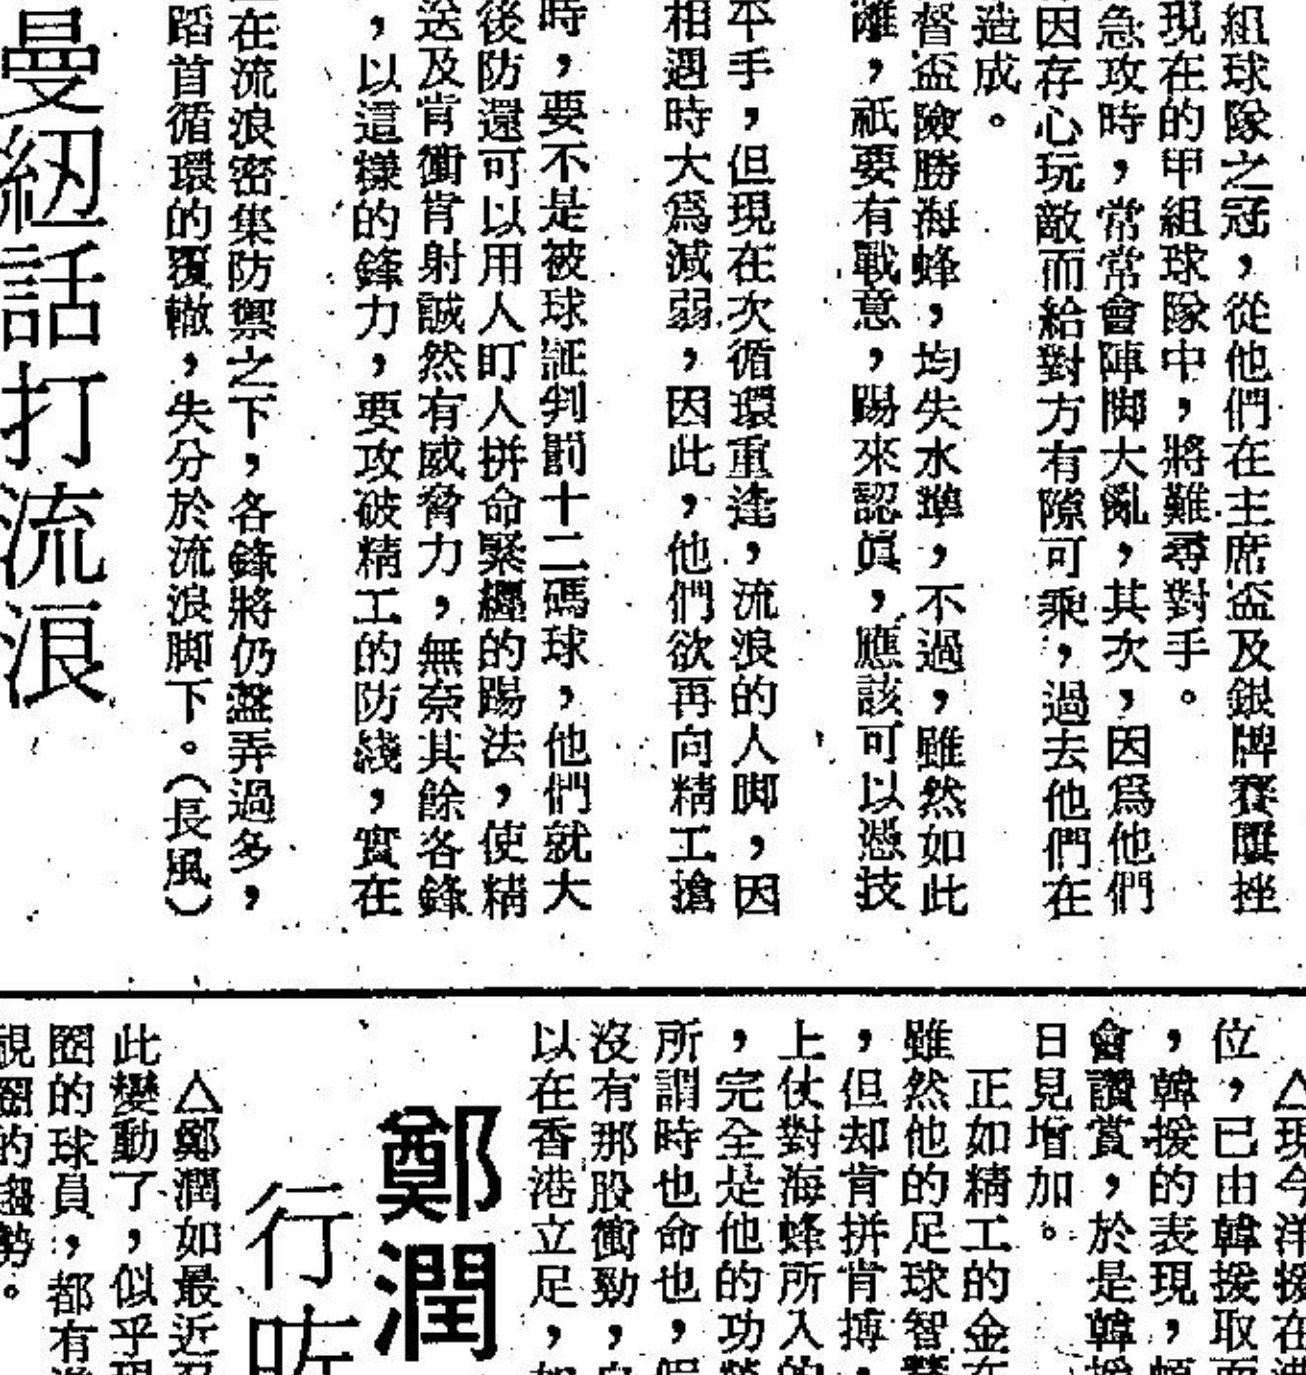 組球隊之冠，從他們在主席盃及銀牌賽膇挫
現在的甲組球隊中，將難尋對手。
急攻時，常常會陣脚大亂，其次，因爲他們
因存心玩敵而給對方有隙可乘，過去他們在
造成。
督盃險勝海蜂，均失水準，不過，雖然如此
離，祇要有戰意，踢來認眞，應該可以憑技
平手，但現在次循環重逢，流浪的人脚，因
相遇時大爲減弱，因此，他們欲再向精工搶
時，要不是被球証判罰十二碼球，他們就大
後防還可以用人盯人拼命緊纏的踢法，使精
送及肯衝肯射誠然有威脅力，無奈其餘各鋒
，以這樣的鋒力，要攻破精工的防綫，實在
在流浪密集防禦之下，各鋒將仍盤弄過多，
蹈首循環的覆轍，失分於流浪脚下。（長風）
曼紐話打流浪
△現今洋援在
位，已由韓援取
，韓援的表現，
會讚賞，於是韓
日見增加。
正如精工的金
雖然他的足球智
，但却肯拼肯搏
上仗對海蜂所入的
，完全是他的功
所謂時也命也，
沒有那股衝勁，
以在香港立足，
鄭潤
行咗
△鄭潤如最近
此變動了，似乎
圈的球員，都有
視圈的趨勢。